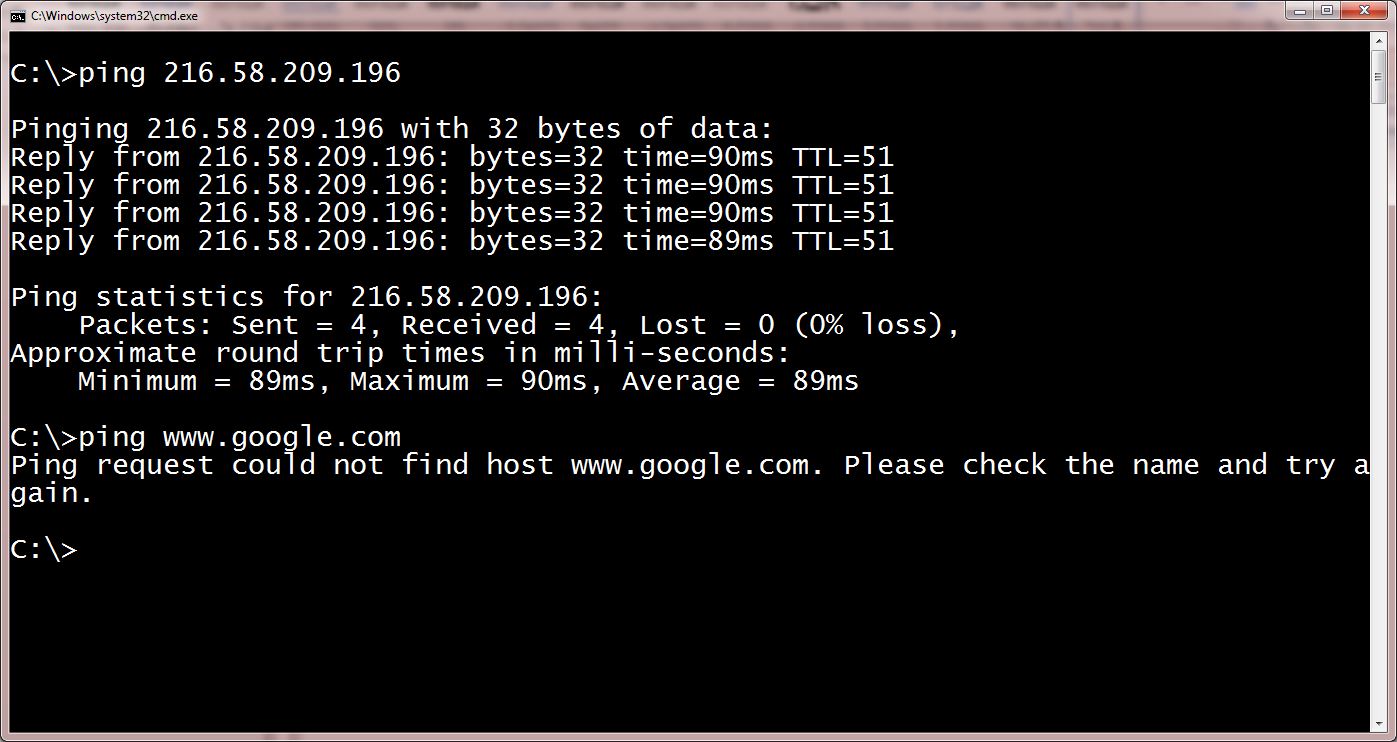 C:\Windows\system32\cmd.exe
C:\>ping 216.58.209.196
Pinging 216.58.209.196 with 32 bytes of data:
Reply from 216.58.209.196: bytes=32 time=90ms TTL=51
Reply from 216.58.209.196: bytes=32 time=90ms TTL=51
Reply from 216.58.209.196: bytes=32 time=90ms TTL=51
Reply from 216.58.209.196: bytes=32 time=89ms TTL=51
Ping statistics for 216.58.209.196:
    Packets: Sent = 4, Received = 4, Lost = 0 (0% loss),
Approximate round trip times in milli-seconds:
    Minimum = 89ms, Maximum = 90ms, Average = 89ms
C:\>ping www.google.com
Ping request could not find host www.google.com. Please check the name and try a
gain.
C:\>